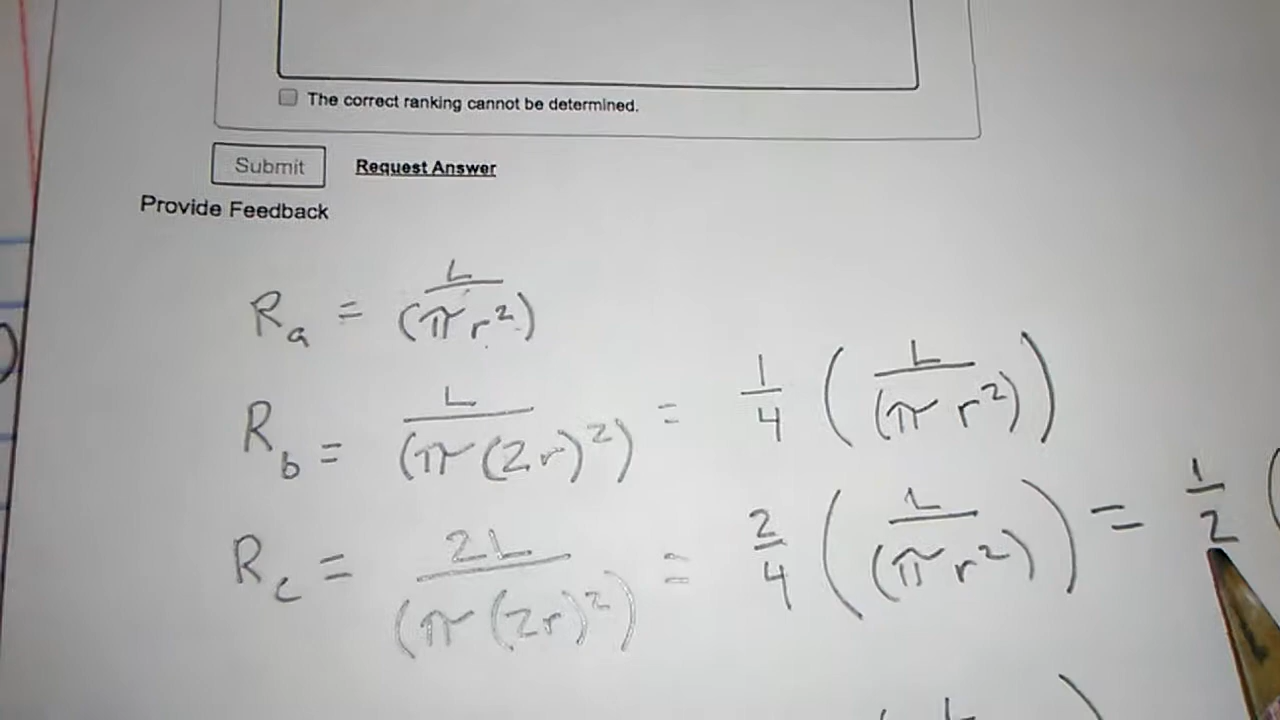 The correct ranking cannot be determined.
Submit Request Answer
Provide Feedback
R_a = L/(πr²)
R_b = L/(π(2r)²) = 1/4 (L/(πr²))
R_c = 2L/(π(2r)²) = 2/4 (L/(πr²)) = 1/2 (
L )